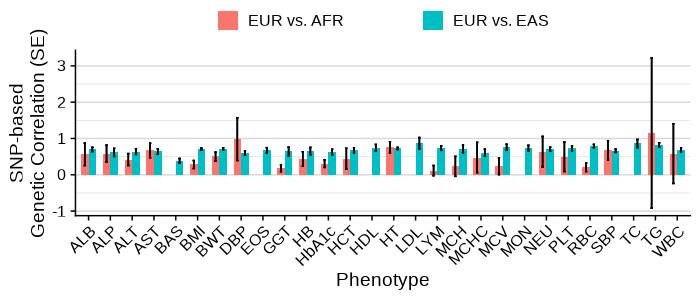 EUR vs. AFR EUR vs. EAS
SNP-based
Genetic Correlation (SE)
3
2
1
0
-1
ALB ALP ALT AST BAS BMI BWT DBP EOS GGT HB HbA1c HCT HDL HT LDL LYM MCH MCHC MCV MON NEU PLT RBC SBP TC TG WBC
Phenotype